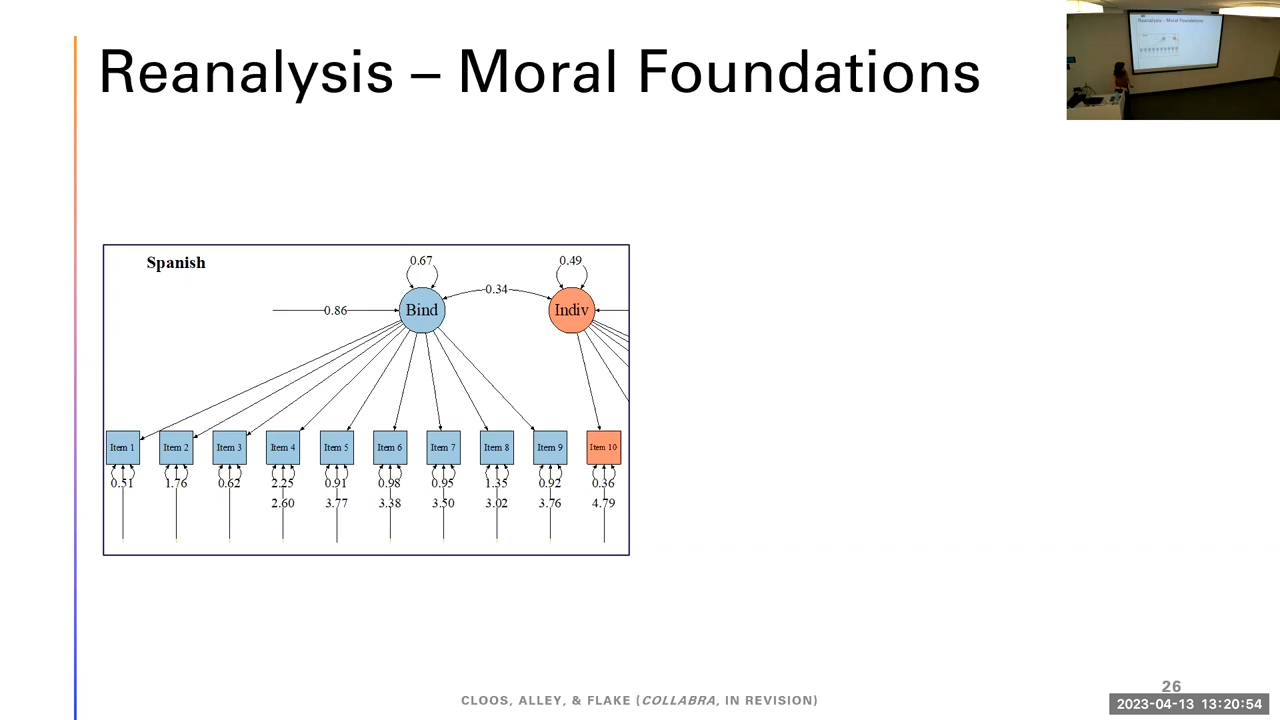 Reanalysis – Moral Foundations
Reanalysis – Moral Foundations
Spanish
0.67
0.49
0.34
0.86
Bind
Indiv
Item 1 Item 2 Item 3 Item 4 Item 5 Item 6 Item 7 Item 8 Item 9 Item 10
0.51 1.76 0.62 2.25 0.91 0.98 0.95 1.35 0.92 0.36
2.60 3.77 3.38 3.50 3.02 3.76 4.79
CLOOS, ALLEY, & FLAKE (COLLABRA, IN REVISION)
26
2023-04-13 13:20:54